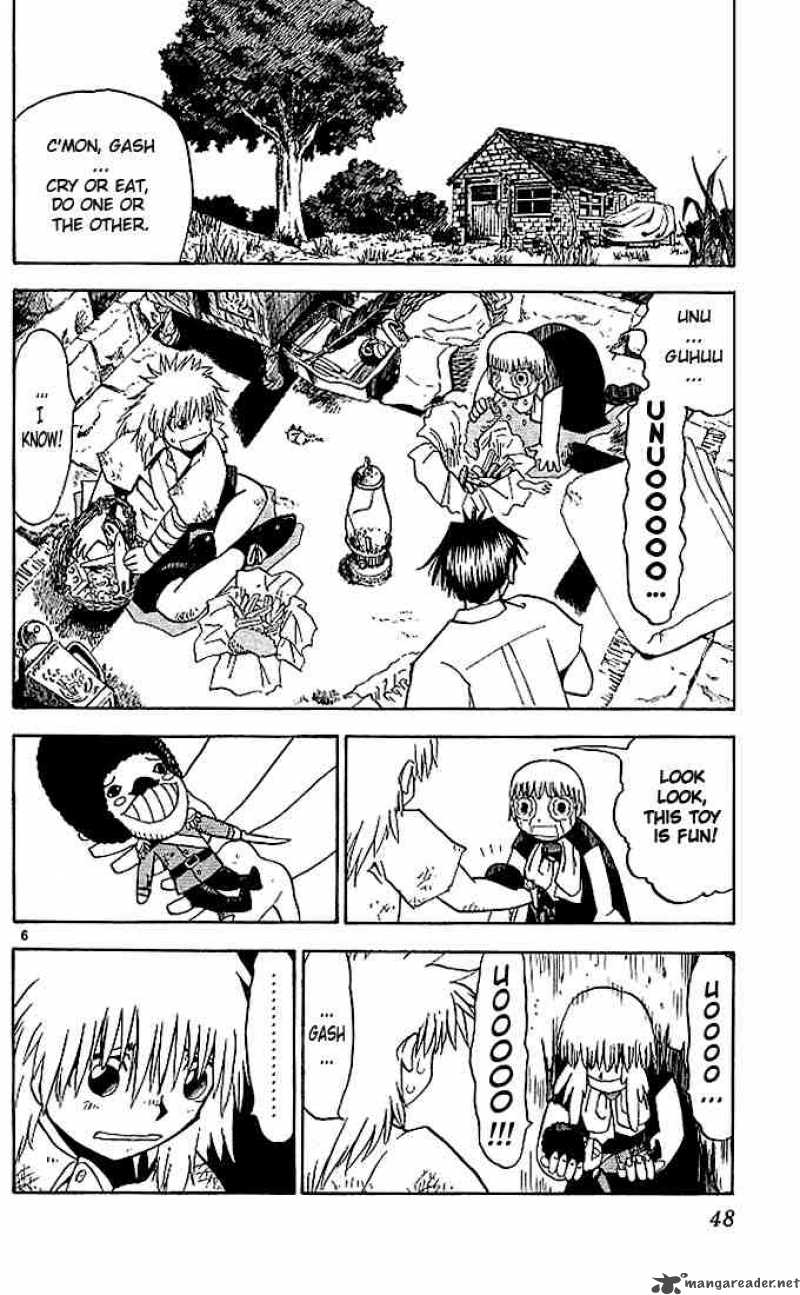 C'MON, GASH
...
CRY OR EAT,
DO ONE OR
THE OTHER.
UNU
...
GUHUU
...
UNUOOOOO...
...
I
KNOW!
LOOK
LOOK,
THIS TOY
IS FUN!
6
UOOOO...
UOOOOO!!!
...
GASH
...
..........
48
mangareader.net